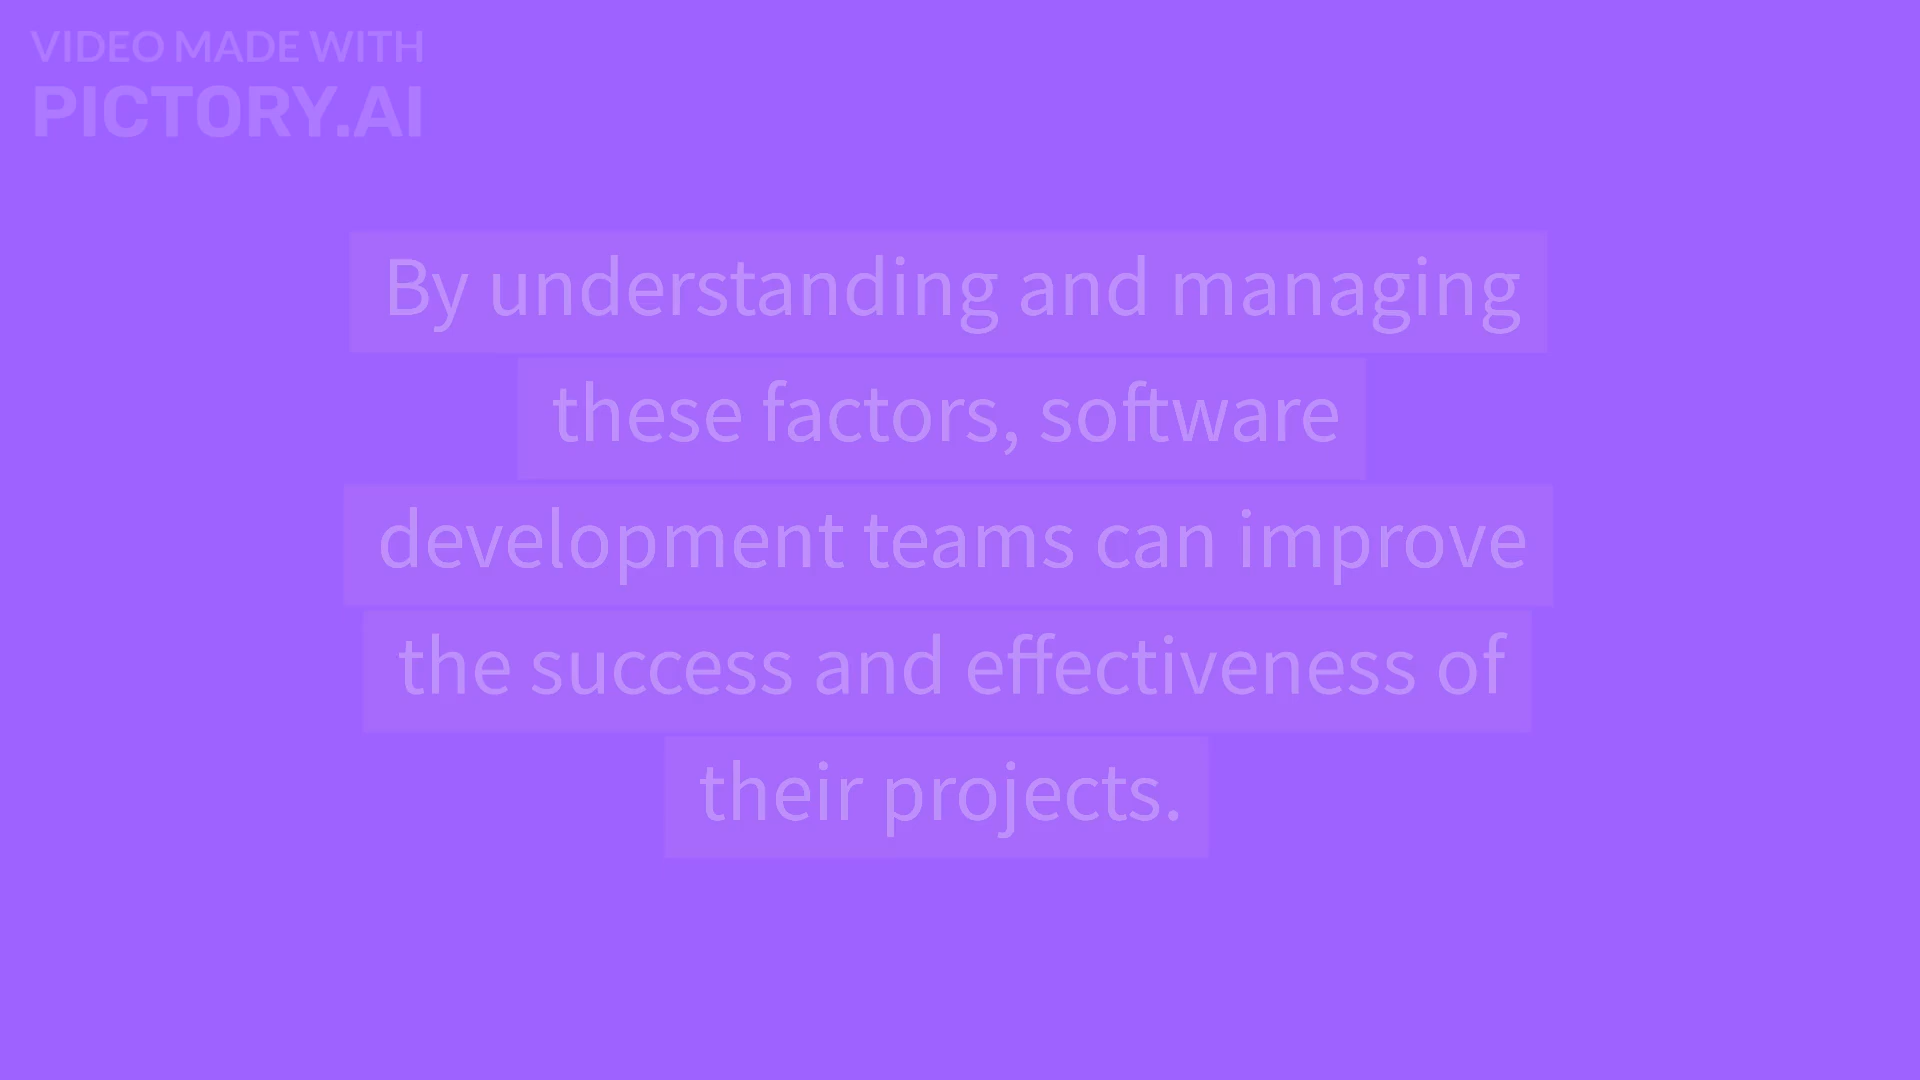 VIDEO MADE WITH
PICTORY.AI
By understanding and managing
these factors, software
development teams can improve
the success and effectiveness of
their projects.